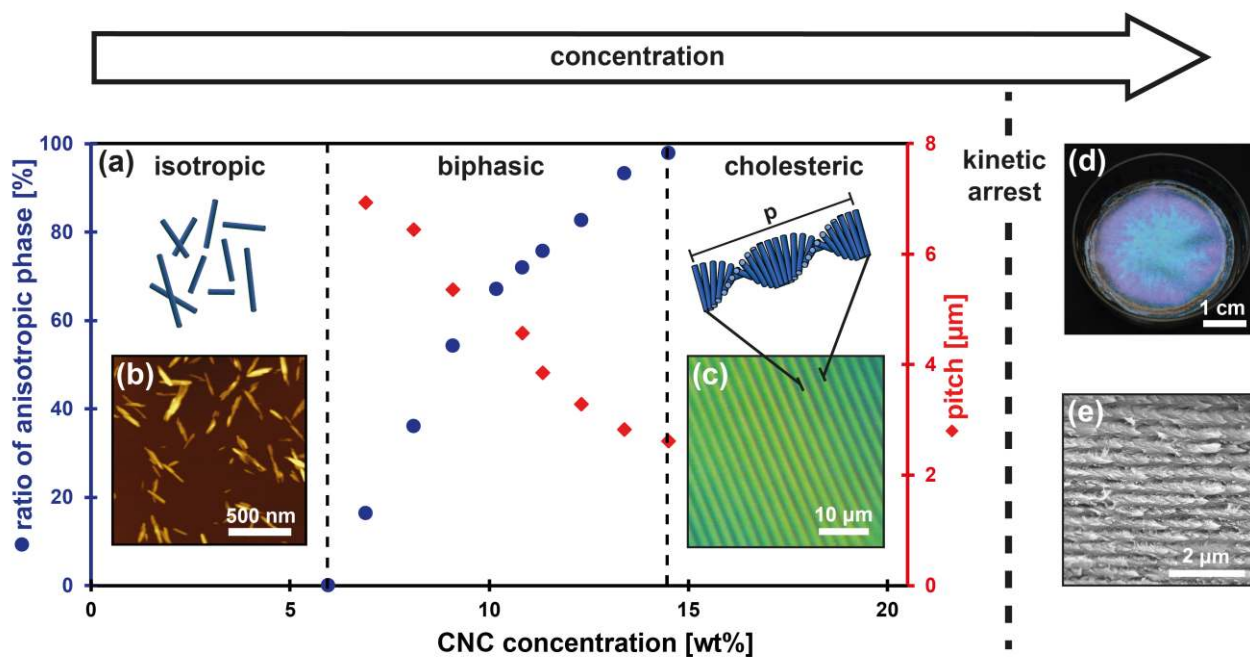 concentration
(a)
isotropic
biphasic
cholesteric
kinetic
arrest
(d)
1 cm
p
(b)
500 nm
(c)
10 µm
(e)
2 µm
100
80
60
40
20
0
ratio of anisotropic phase [%]
8
6
4
2
0
pitch [µm]
0
5
10
15
20
CNC concentration [wt%]